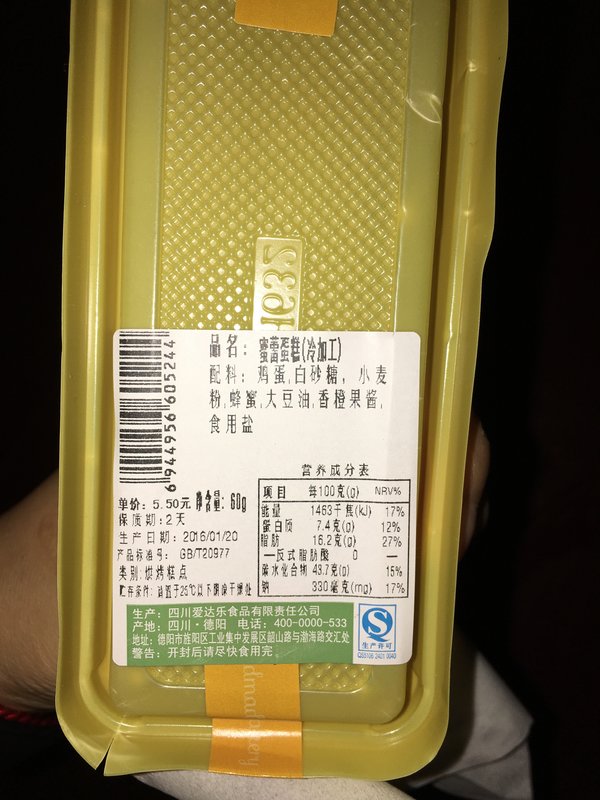 H632
品名: 蜜蕾蛋糕(冷加工)
配料: 鸡蛋,白砂糖, 小麦
粉,蜂蜜,大豆油,香橙果酱,
食用盐
6 944956 605244
单价: 5.50元 净含量: 60g
保质期:2天
生产日期:2016/01/20
产品标准号: GB/T20977
类别:烘烤糕点
贮存条件:请置于25℃以下阴凉干燥处
营养成分表
项目 每100克(g) NRV%
能量 1463千焦(kJ) 17%
蛋白质 7.4克(g) 12%
脂肪 16.2克(g) 27%
—反式脂肪酸 0 —
碳水化合物 43.7克(g) 15%
钠 330毫克(mg) 17%
生产: 四川爱达乐食品有限责任公司
产地: 四川·德阳 电话: 400-0000-533
地址: 德阳市旌阳区工业集中发展区韶山路与渤海路交汇处
警告: 开封后请尽快食用完。
生产许可
QS5106 2401 0040